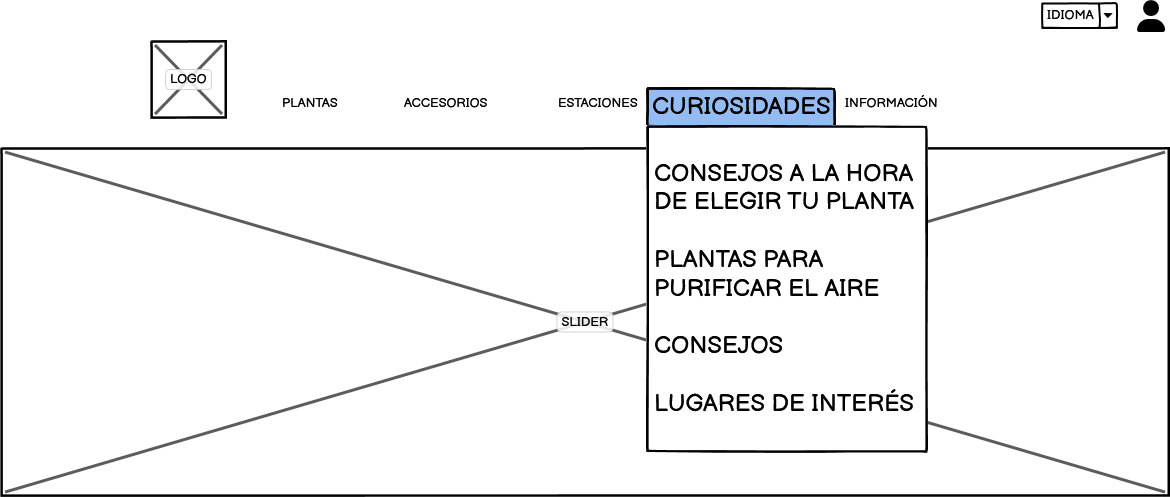 IDIOMA
LOGO
PLANTAS
ACCESORIOS
ESTACIONES
CURIOSIDADES
INFORMACIÓN
CONSEJOS A LA HORA
DE ELEGIR TU PLANTA
PLANTAS PARA
PURIFICAR EL AIRE
SLIDER
CONSEJOS
LUGARES DE INTERÉS